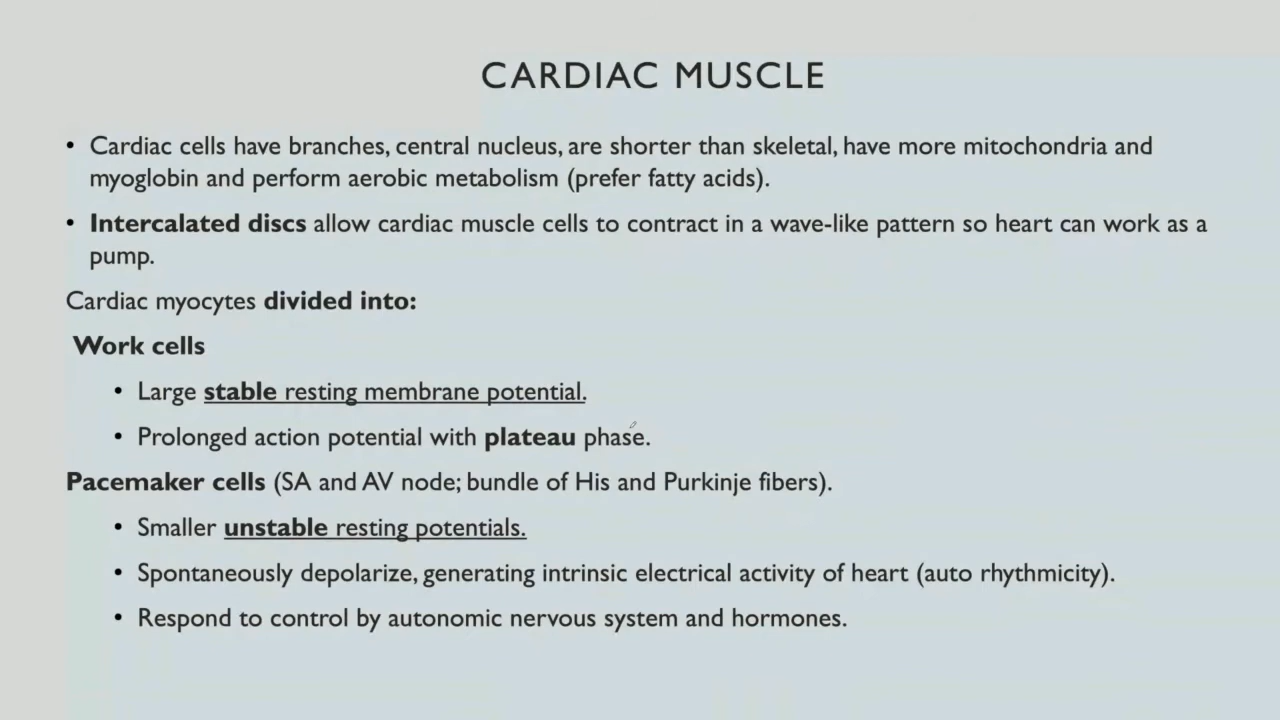 CARDIAC MUSCLE
• Cardiac cells have branches, central nucleus, are shorter than skeletal, have more mitochondria and
myoglobin and perform aerobic metabolism (prefer fatty acids).
• Intercalated discs allow cardiac muscle cells to contract in a wave-like pattern so heart can work as a
pump.
Cardiac myocytes divided into:
Work cells
• Large stable resting membrane potential.
• Prolonged action potential with plateau phase.
Pacemaker cells (SA and AV node; bundle of His and Purkinje fibers).
• Smaller unstable resting potentials.
• Spontaneously depolarize, generating intrinsic electrical activity of heart (auto rhythmicity).
• Respond to control by autonomic nervous system and hormones.